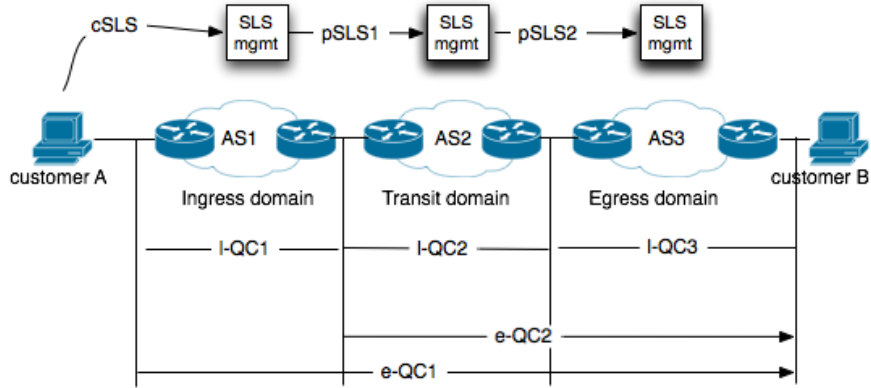 cSLS
SLS
mgmt
pSLS1
SLS
mgmt
pSLS2
SLS
mgmt
AS1
AS2
AS3
customer A
customer B
Ingress domain
Transit domain
Egress domain
l-QC1
l-QC2
l-QC3
e-QC2
e-QC1